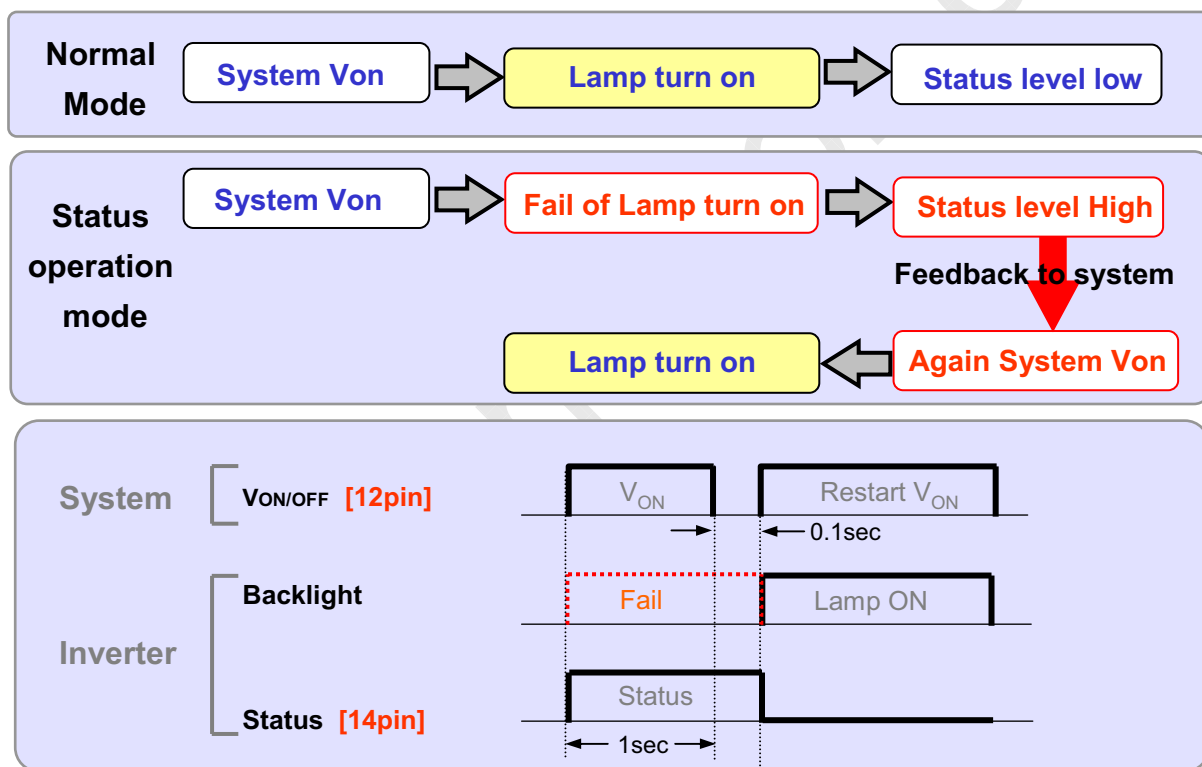 Normal
Mode
System Von
Lamp turn on
Status level low
Status
operation
mode
System Von
Fail of Lamp turn on
Status level High
Feedback to system
Lamp turn on
Again System Von
System
VON/OFF [12pin]
VON
Restart VON
0.1sec
Inverter
Backlight
Fail
Lamp ON
Status [14pin]
Status
1sec